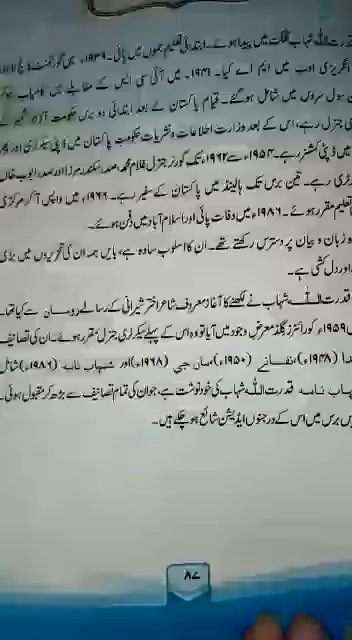 قدرت اللہ شہاب گلگت میں پیدا ہوئے۔ ابتدائی تعلیم جموں میں پائی۔ ۱۹۳۹ء میں گورنمنٹ کالج لاہور
انگریزی ادب میں ایم اے کیا۔ ۱۹۴۱ء میں آئی سی ایس کے مقابلے میں کامیاب ہو کر
سول سروس میں شامل ہو گئے۔ قیام پاکستان کے بعد ابتدائی دو برس حکومت آزاد کشمیر کے
جنرل رہے، اس کے بعد وزارت اطلاعات و نشریات حکومت پاکستان میں ڈپٹی سیکرٹری اور
میں ڈپٹی کمشنر رہے۔ ۱۹۵۴ء سے ۱۹۶۲ء تک گورنر جنرل غلام محمد، صدر اسکندر مرزا اور صدر ایوب خان
رہے۔ تین برس تک ہالینڈ میں پاکستان کے سفیر رہے۔ ۱۹۶۶ء میں واپس آ کر مرکزی
تعلیم مقرر ہوئے۔ ۱۹۸۶ء میں وفات پائی اور اسلام آباد میں دفن ہوئے۔
وہ زبان و بیان پر دسترس رکھتے تھے۔ ان کا اسلوب سادہ ہے، بایں ہمہ ان کی تحریروں میں بڑی
اور دل کشی ہے۔
قدرت اللہ شہاب نے لکھنے کا آغاز معروف شاعر اختر شیرانی کے رسالے رومان سے کیا تھا۔
۱۹۵۹ء کو رائٹرز گلڈ معرض وجود میں آیا تو وہ اس کے پہلے سیکرٹری جنرل مقرر ہوئے۔ ان کی تصانیف
(۱۹۴۸ء)، نفسانے (۱۹۵۰ء)، ماں جی (۱۹۶۸ء) اور شہاب نامہ (۱۹۸۶ء) شامل
شہاب نامہ قدرت اللہ شہاب کی خودنوشت ہے، جو ان کی تمام تصانیف سے بڑھ کر مقبول ہوئی۔
برس میں اس کے درجنوں ایڈیشن شائع ہو چکے ہیں۔
۸۷